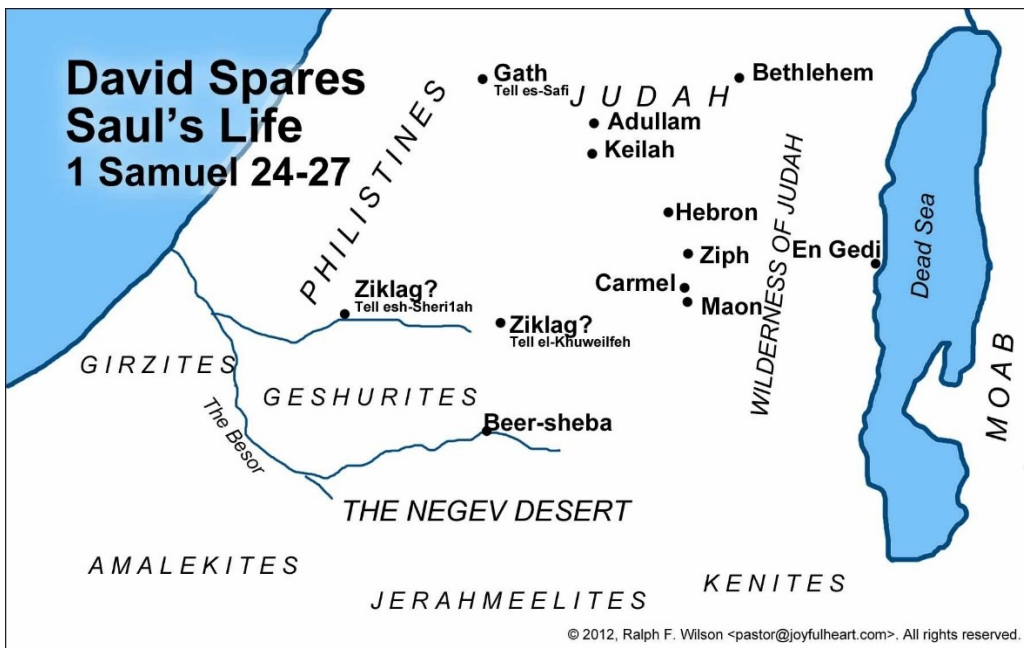 David Spares
Saul's Life
1 Samuel 24-27
Gath
Tell es-Safi
JUDAH
Bethlehem
Adullam
Keilah
PHILISTINES
Hebron
WILDERNESS OF JUDAH
Ziph
En Gedi
Dead Sea
Carmel
Maon
Ziklag?
Tell esh-Sheri1ah
Ziklag?
Tell el-Khuweilfeh
MOAB
GIRZITES
GESHURITES
The Besor
Beer-sheba
THE NEGEV DESERT
AMALEKITES
JERAHMEELITES
KENITES
© 2012, Ralph F. Wilson <pastor@joyfulheart.com>. All rights reserved.